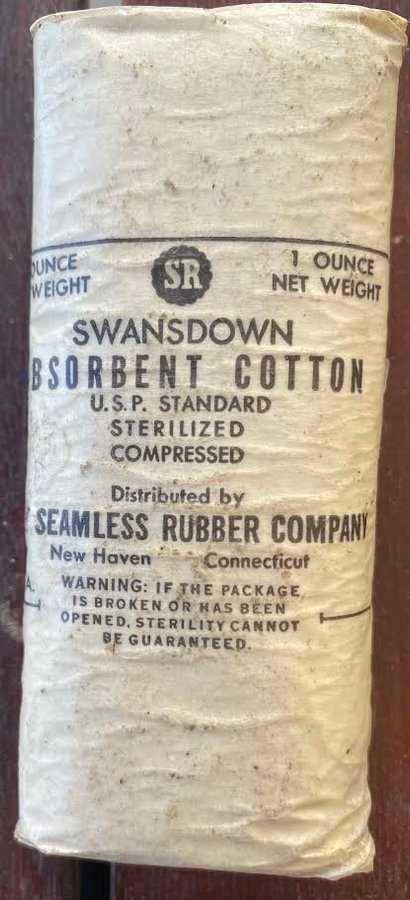 OUNCE
WEIGHT
SR
1 OUNCE
NET WEIGHT
SWANSDOWN
BSORBENT COTTON
U.S.P. STANDARD
STERILIZED
COMPRESSED
Distributed by
SEAMLESS RUBBER COMPANY
New Haven Connecticut
A.
WARNING: IF THE PACKAGE
IS BROKEN OR HAS BEEN
OPENED, STERILITY CANNOT
BE GUARANTEED.